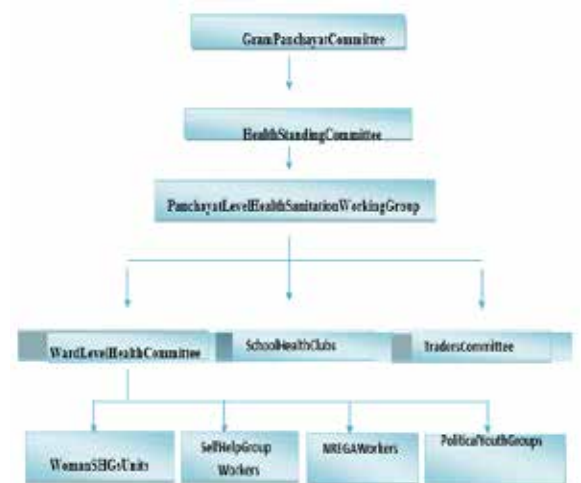 GramPanchayatCommittee
HealthStandingCommittee
PanchayatLevelHealthSanitationWorkingGroup
WardLevelHealthCommittee
SchoolHealthClubs
TradersCommittee
WomanSHGsUnits
SelfHelpGroup
Workers
NREGAWorkers
PoliticalYouthGroups